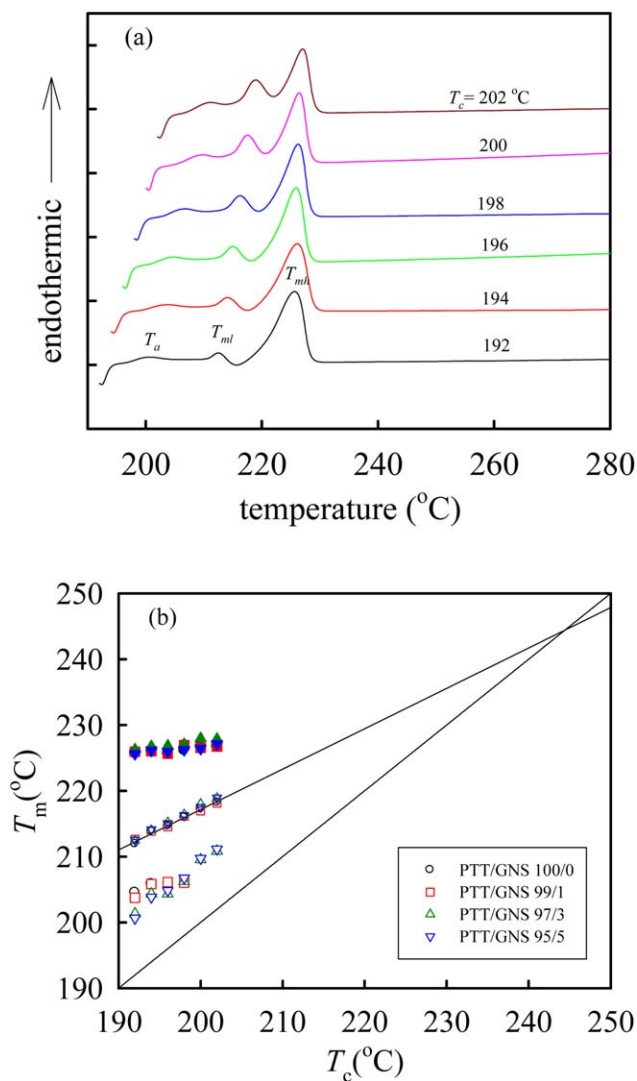 (a)
endothermic
T_c= 202 °C
200
198
196
194
192
T_a
T_ml
T_mh
200 220 240 260 280
temperature (°C)
(b)
250
240
230
220
210
200
190
T_m(°C)
PTT/GNS 100/0
PTT/GNS 99/1
PTT/GNS 97/3
PTT/GNS 95/5
190 200 210 220 230 240 250
T_c(°C)